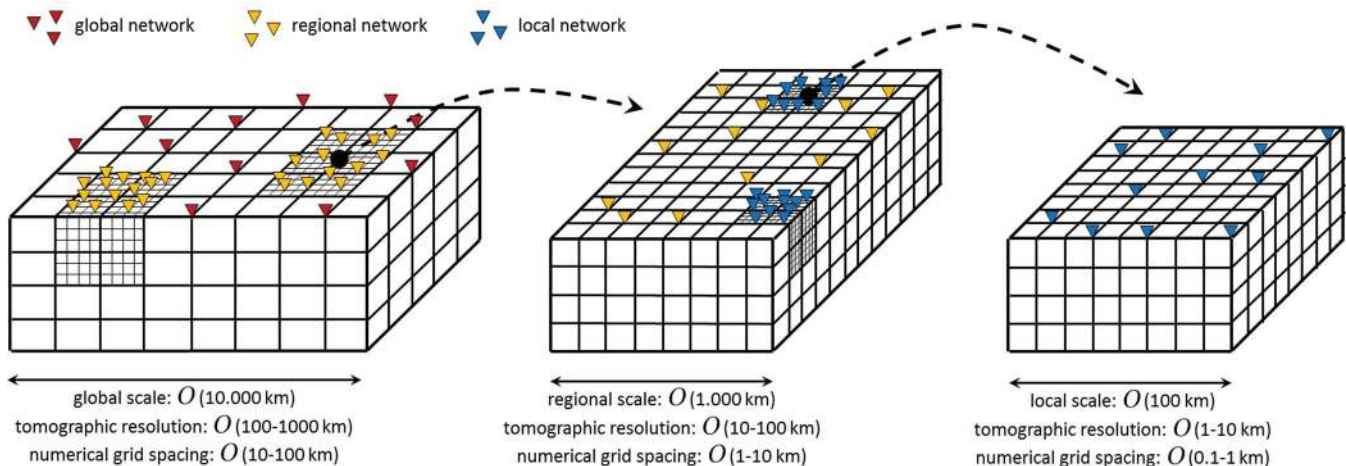 global network
regional network
local network
global scale: O (10.000 km)
tomographic resolution: O (100-1000 km)
numerical grid spacing: O (10-100 km)
regional scale: O (1.000 km)
tomographic resolution: O (10-100 km)
numerical grid spacing: O (1-10 km)
local scale: O (100 km)
tomographic resolution: O (1-10 km)
numerical grid spacing: O (0.1-1 km)